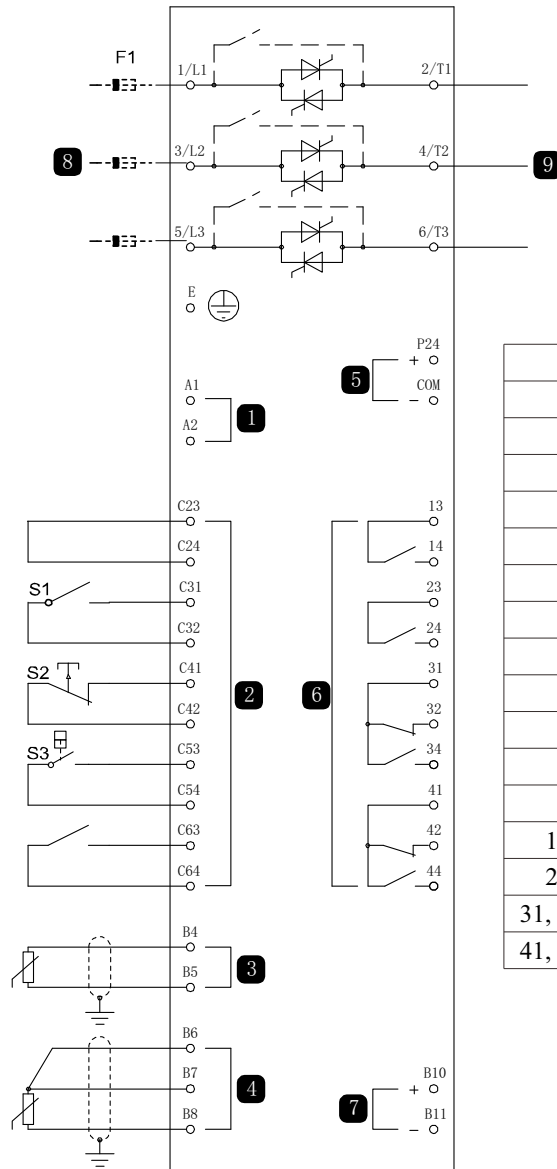 F1
1/L1 2/T1
8 3/L2 4/T2 9
5/L3 6/T3
E
P24
+
5 COM
-
A1
1
A2
C23 13
C24 14
S1 C31 23
C32 24
S2 C41 31
2 6
C42 32
S3 C53 34
C54 41
C63 42
C64 44
B4
3
B5
B6
B7 B10
4 7 +
B8 B11
-
1
2
31,
41,